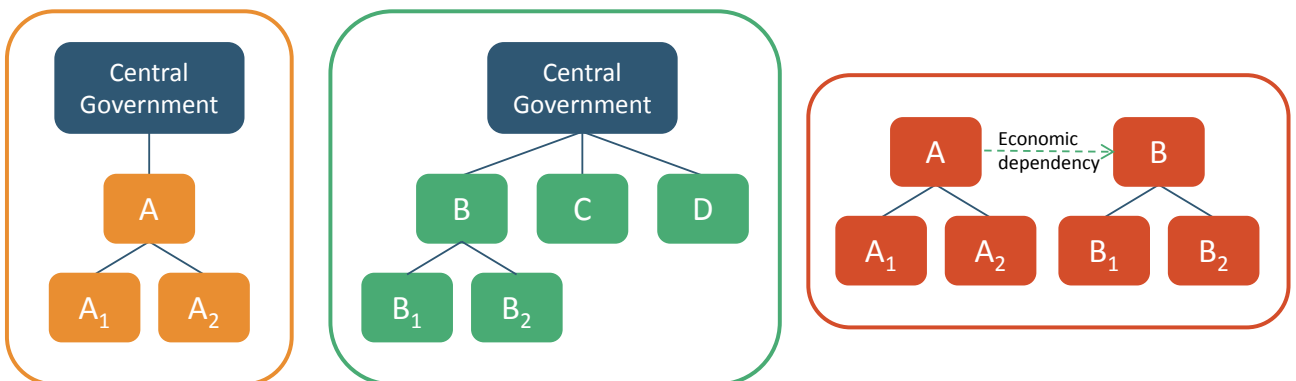 Central
Government
A
A₁ A₂
Central
Government
B C D
B₁ B₂
Economic
dependency
A B
A₁ A₂ B₁ B₂